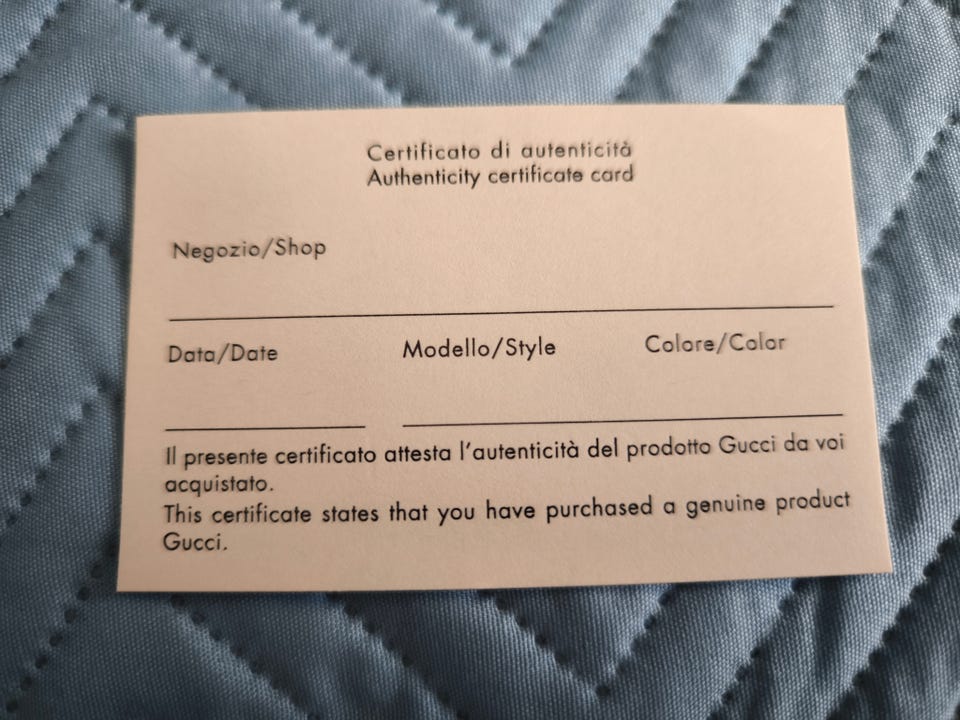 Certificato di autenticità
Authenticity certificate card
Negozio/Shop
Data/Date Modello/Style Colore/Color
Il presente certificato attesta l'autenticità del prodotto Gucci da voi
acquistato.
This certificate states that you have purchased a genuine product
Gucci.